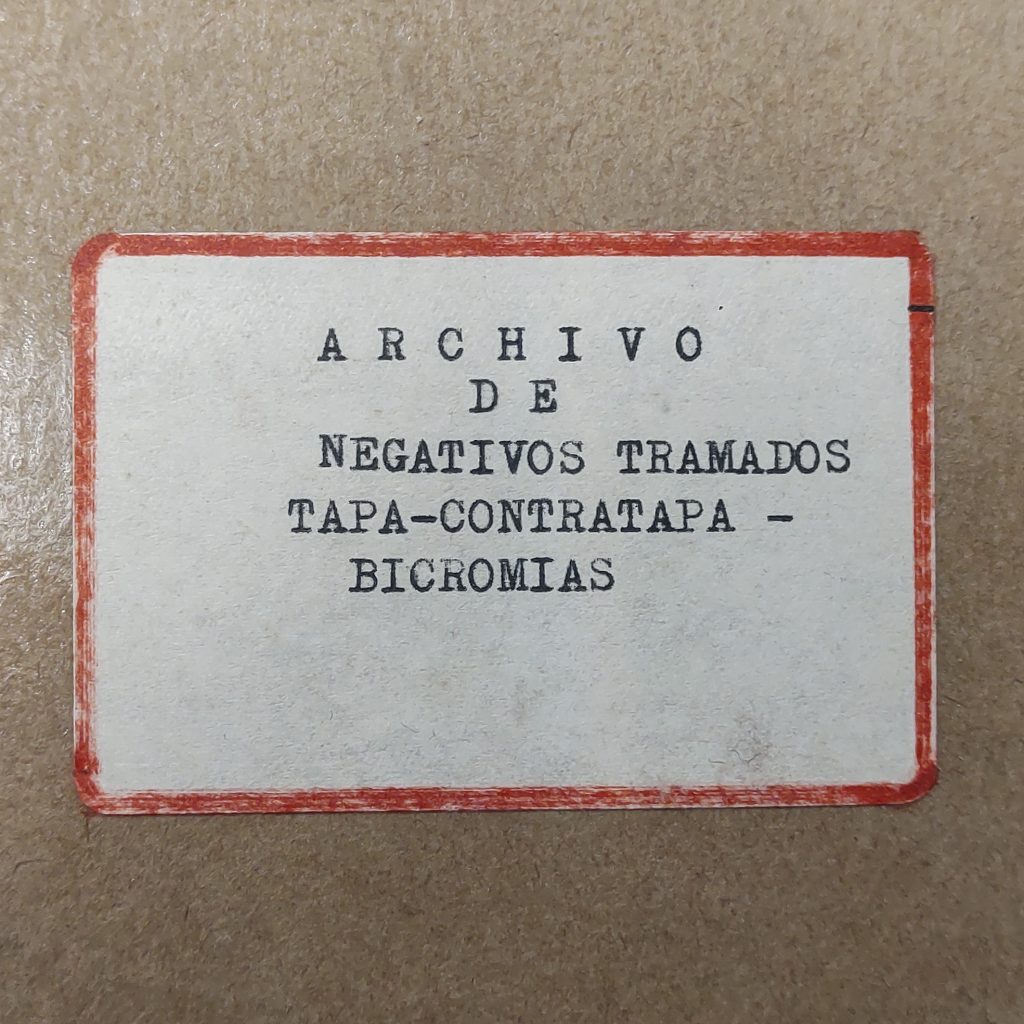 A R C H I V O
D E
NEGATIVOS TRAMADOS
TAPA-CONTRATAPA -
BICROMIAS